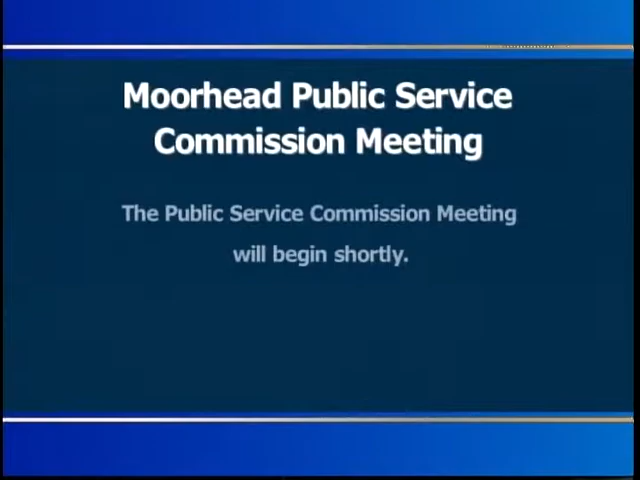 Moorhead Public Service
Commission Meeting
The Public Service Commission Meeting
will begin shortly.